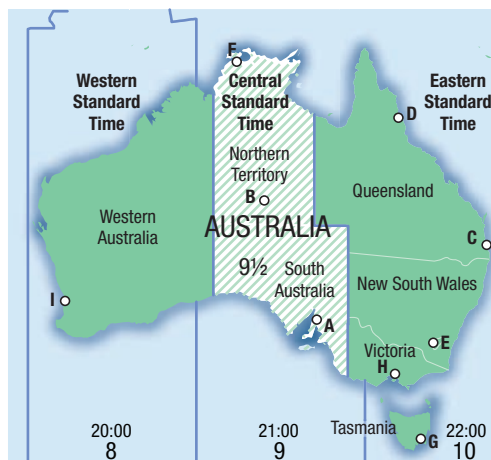 F
Western
Standard
Time
Central
Standard
Time
Eastern
Standard
Time
D
Northern
Territory
B
Queensland
Western
Australia
AUSTRALIA
C
9½
South
Australia
New South Wales
I
A
E
Victoria
H
Tasmania
G
20:00
8
21:00
9
22:00
10